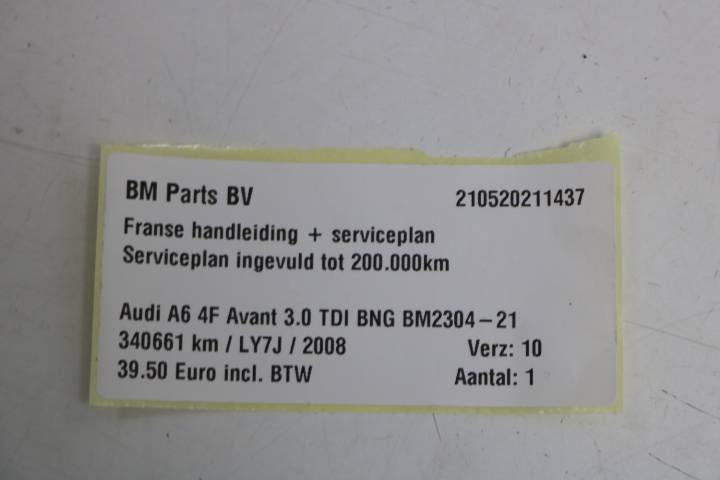 BM Parts BV 210520211437
Franse handleiding + serviceplan
Serviceplan ingevuld tot 200.000km
Audi A6 4F Avant 3.0 TDI BNG BM2304-21
340661 km / LY7J / 2008 Verz: 10
39.50 Euro incl. BTW Aantal: 1